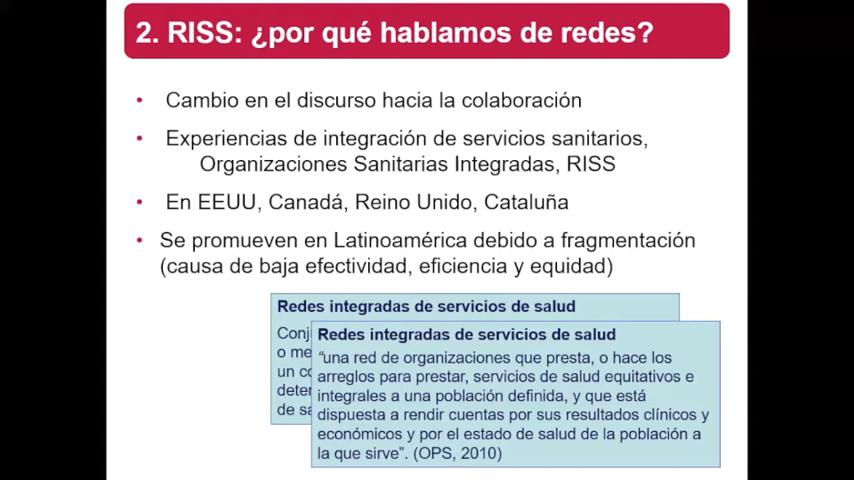 2. RISS: ¿por qué hablamos de redes?
• Cambio en el discurso hacia la colaboración
• Experiencias de integración de servicios sanitarios,
Organizaciones Sanitarias Integradas, RISS
• En EEUU, Canadá, Reino Unido, Cataluña
• Se promueven en Latinoamérica debido a fragmentación
(causa de baja efectividad, eficiencia y equidad)
Redes integradas de servicios de salud
Redes integradas de servicios de salud
“una red de organizaciones que presta, o hace los
arreglos para prestar, servicios de salud equitativos e
integrales a una población definida, y que está
dispuesta a rendir cuentas por sus resultados clínicos y
económicos y por el estado de salud de la población a
la que sirve”. (OPS, 2010)